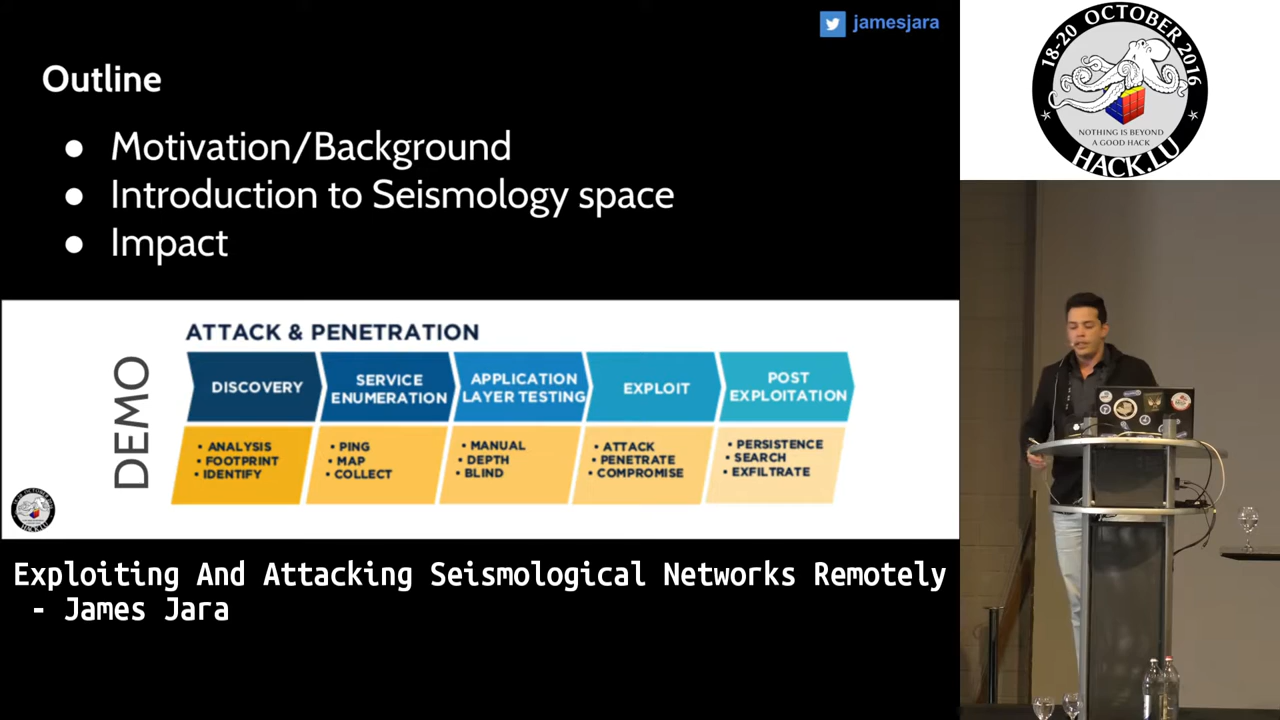 jamesjara
Outline
● Motivation/Background
● Introduction to Seismology space
● Impact
DEMO
ATTACK & PENETRATION
DISCOVERY
• ANALYSIS
• FOOTPRINT
• IDENTIFY
SERVICE
ENUMERATION
• PING
• MAP
• COLLECT
APPLICATION
LAYER TESTING
• MANUAL
• DEPTH
• BLIND
EXPLOIT
• ATTACK
• PENETRATE
• COMPROMISE
POST
EXPLOITATION
• PERSISTENCE
• SEARCH
• EXFILTRATE
Exploiting And Attacking Seismological Networks Remotely
- James Jara
18-20 OCTOBER 2016
NOTHING IS BEYOND
A GOOD HACK
HACK.LU